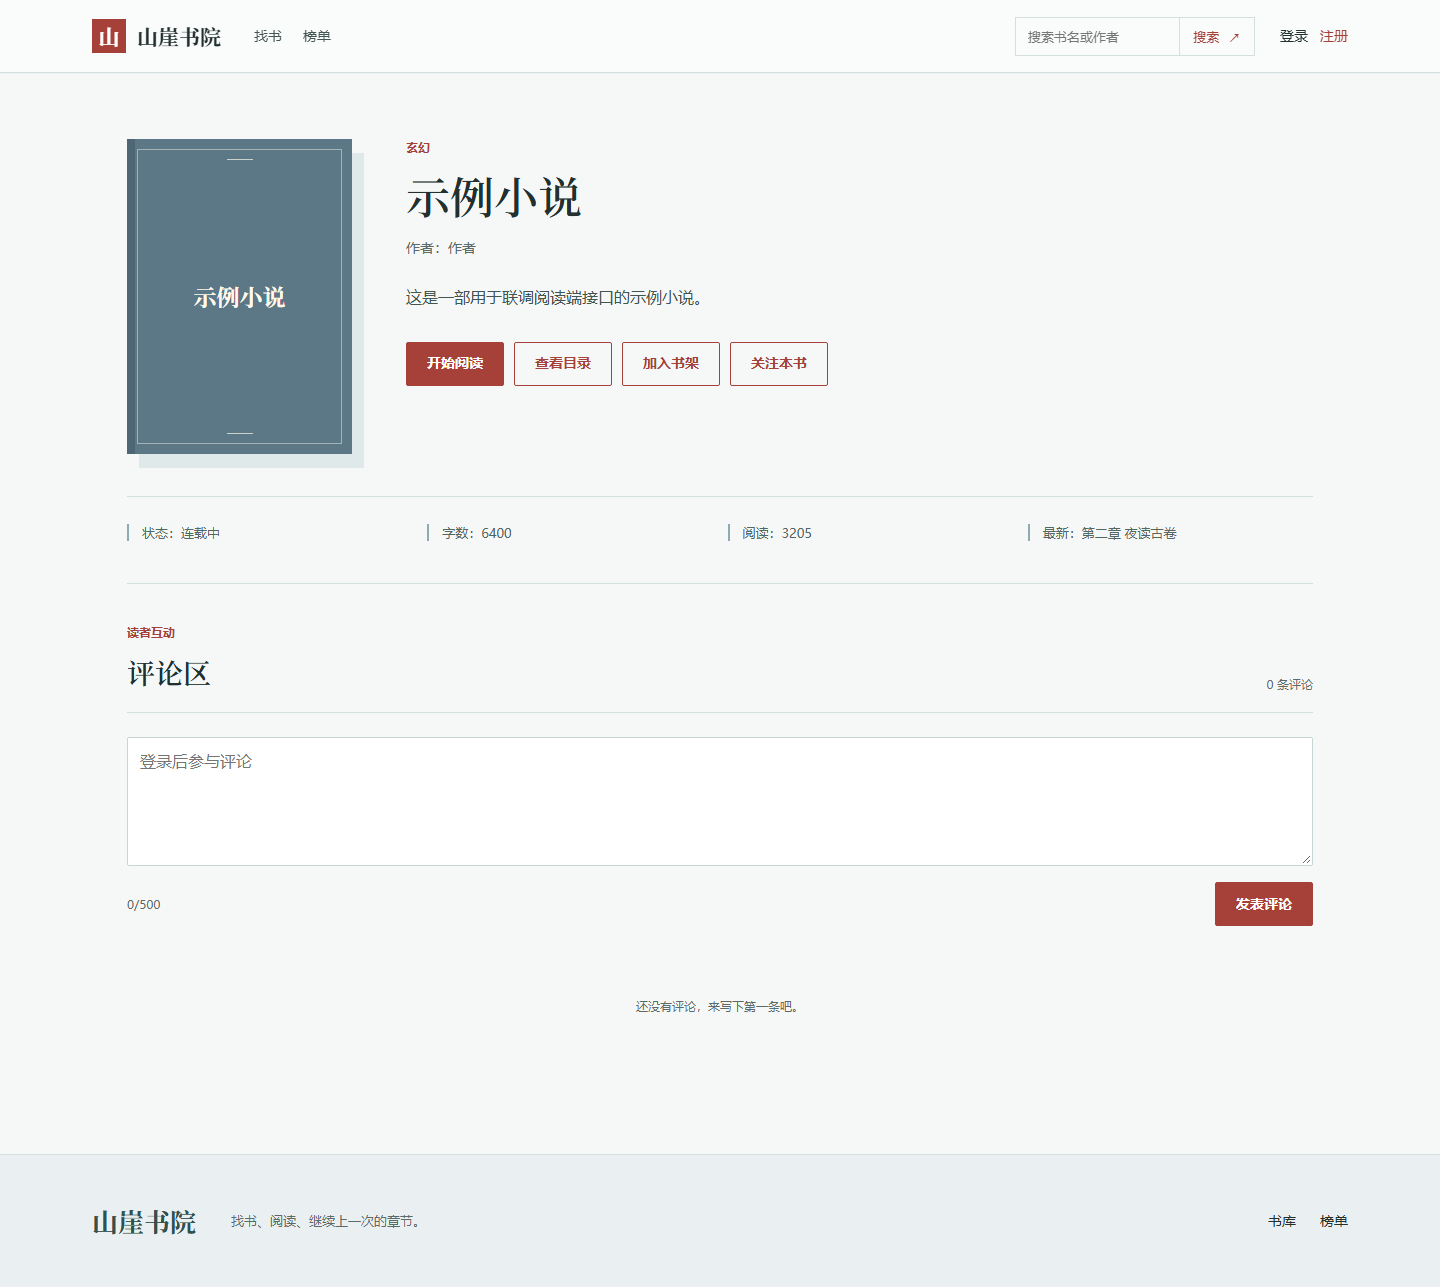 山 山崖书院 找书 榜单 搜索书名或作者 搜索 ↗ 登录 注册
示例小说
玄幻
示例小说
作者：作者
这是一部用于联调阅读端接口的示例小说。
开始阅读 查看目录 加入书架 关注本书
状态：连载中 字数：6400 阅读：3205 最新：第二章 夜读古卷
读者互动
评论区
0 条评论
登录后参与评论
0/500 发表评论
还没有评论，来写下第一条吧。
山崖书院 找书、阅读、继续上一次的章节。 书库 榜单